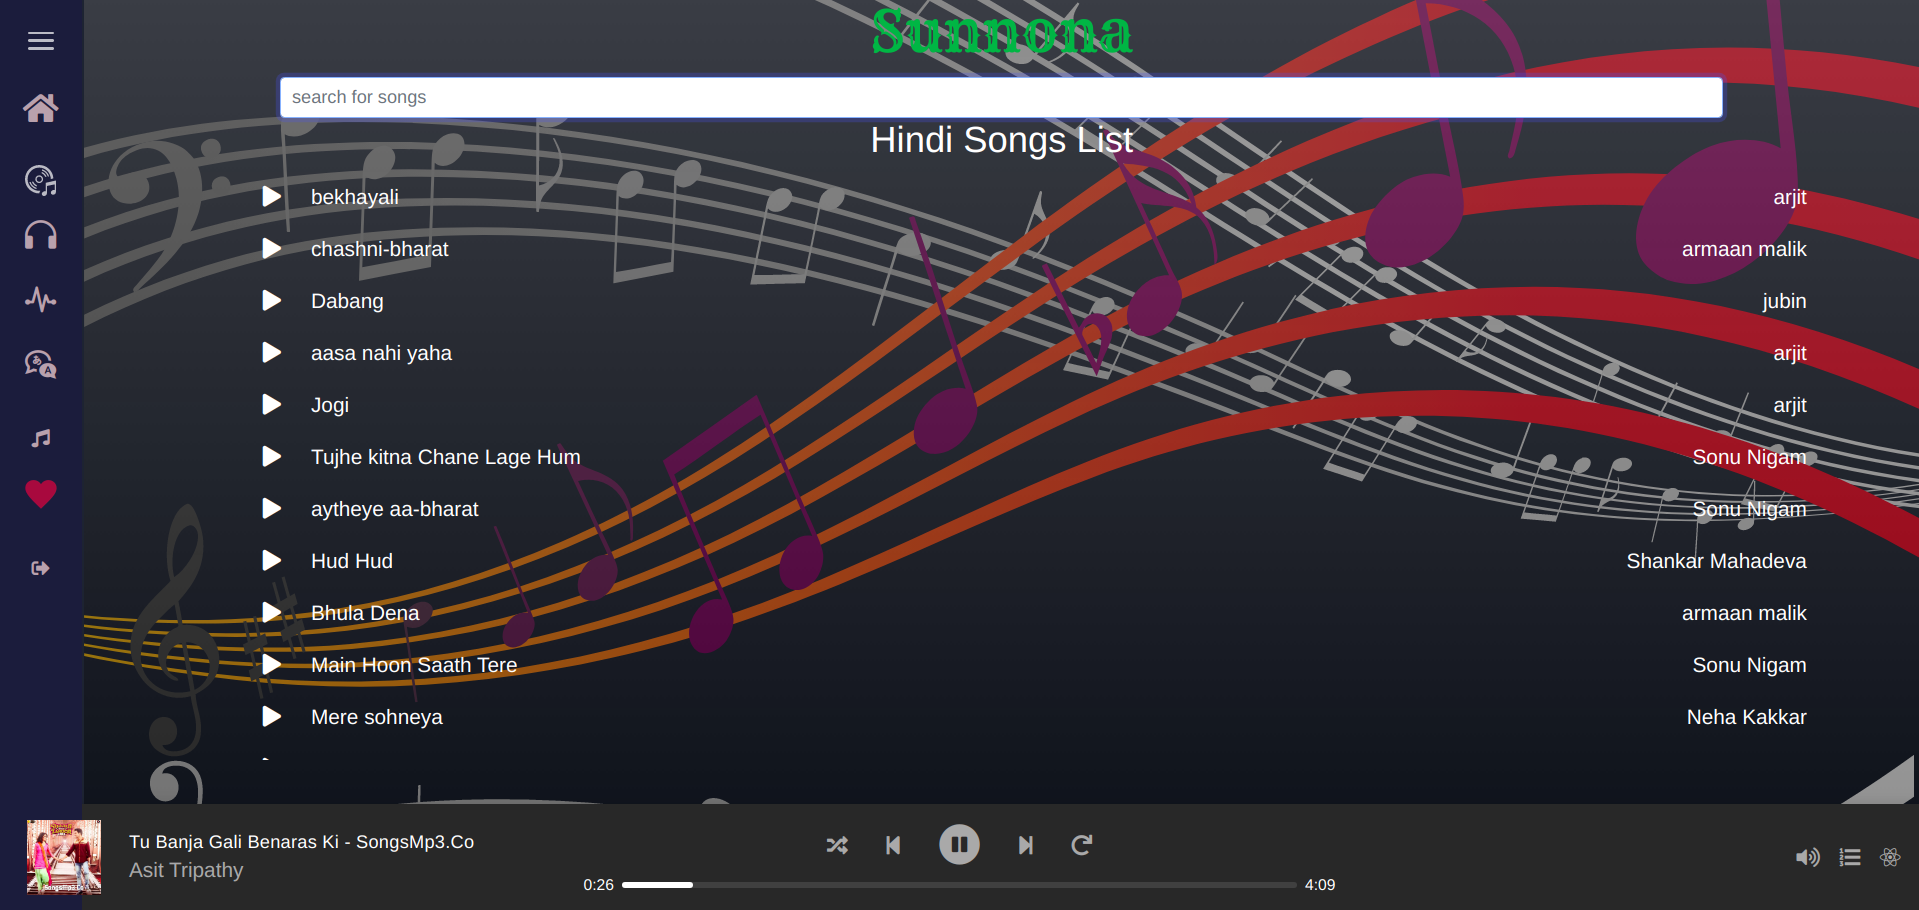 Sunnona
search for songs
Hindi Songs List
bekhayali arjit
chashni-bharat armaan malik
Dabang jubin
aasa nahi yaha arjit
Jogi arjit
Tujhe kitna Chane Lage Hum Sonu Nigam
aytheye aa-bharat Sonu Nigam
Hud Hud Shankar Mahadeva
Bhula Dena armaan malik
Main Hoon Saath Tere Sonu Nigam
Mere sohneya Neha Kakkar
Tu Banja Gali Benaras Ki - SongsMp3.Co
Asit Tripathy
0:26 4:09